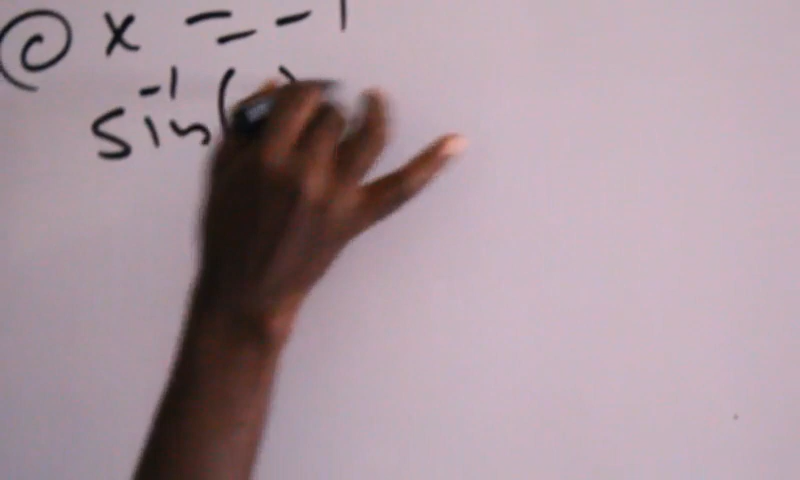 @ x = -1
sin⁻¹(